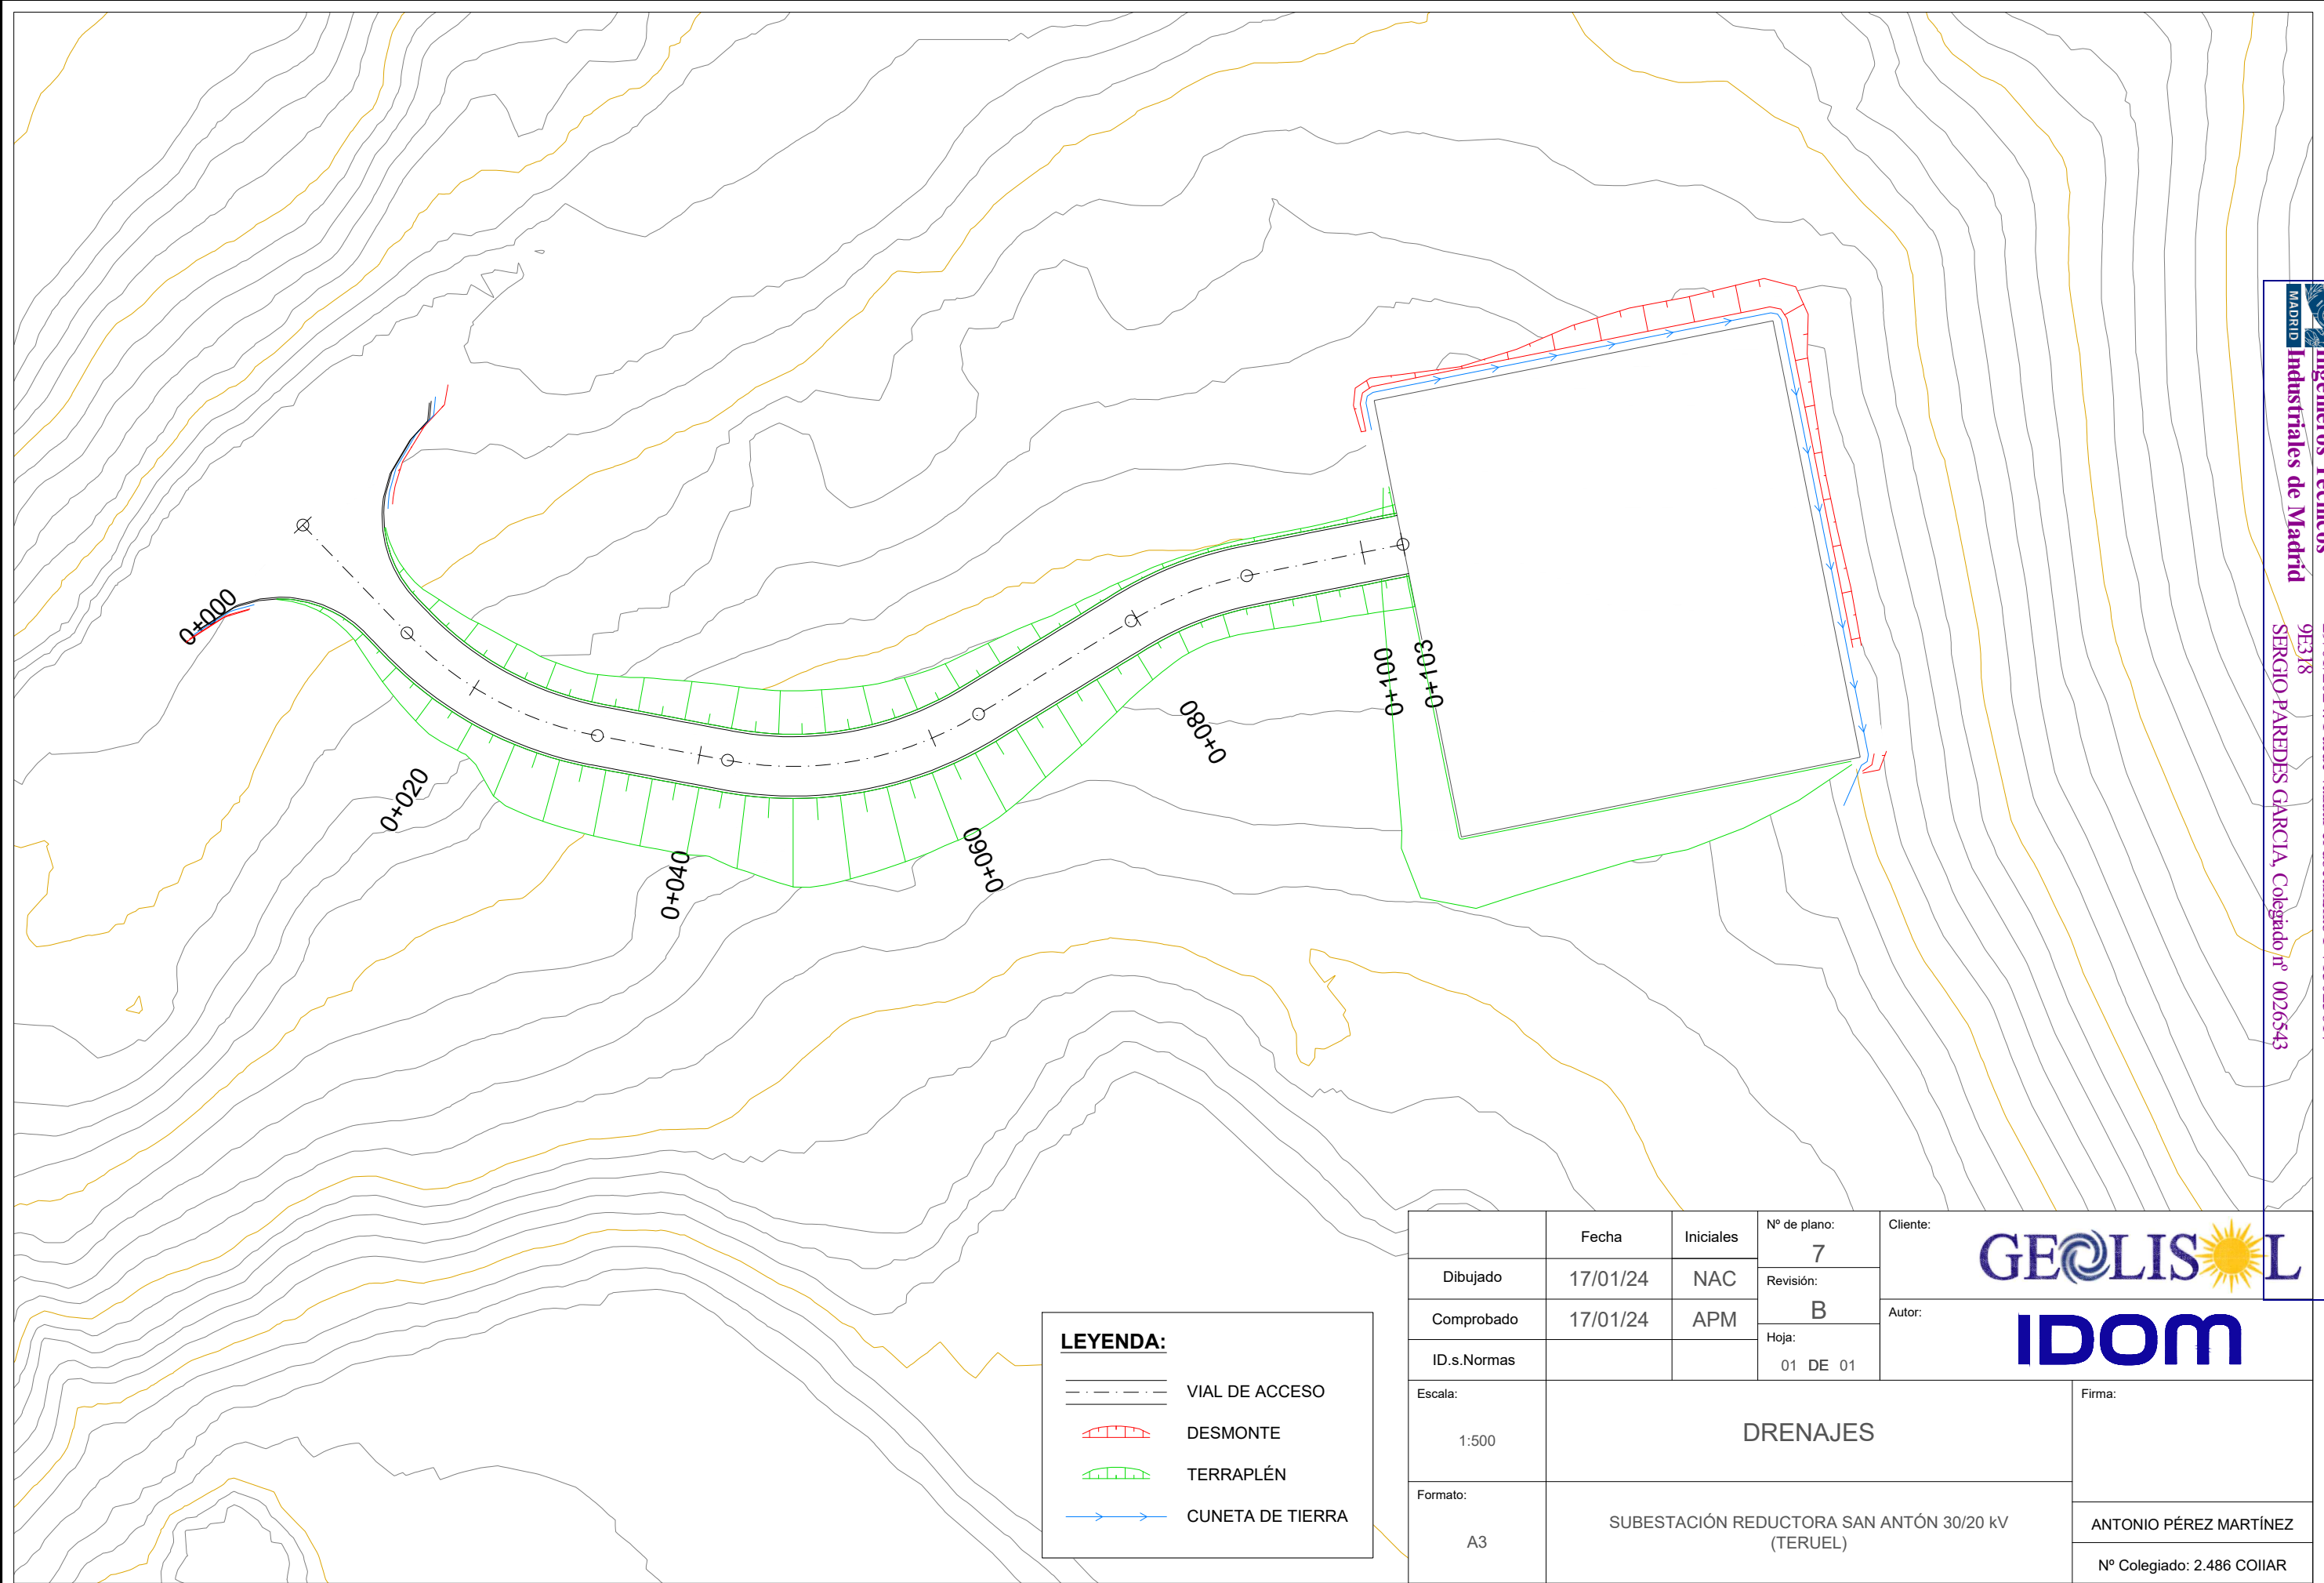 0+000
0+020
0+040
0+060
0+080
0+100
0+103
MADRID
Ingenieros Técnicos
Industriales de Madrid
9E318
SERGIO PAREDES GARCIA, Colegiado nº 0026543
LEYENDA:
VIAL DE ACCESO
DESMONTE
TERRAPLÉN
CUNETA DE TIERRA
Fecha
Iniciales
Dibujado
17/01/24
NAC
Comprobado
17/01/24
APM
ID.s.Normas
Nº de plano:
7
Revisión:
B
Hoja:
01 DE 01
Cliente:
GEOLISOL
Autor:
IDOM
Escala:
1:500
DRENAJES
Firma:
Formato:
A3
SUBESTACIÓN REDUCTORA SAN ANTÓN 30/20 kV
(TERUEL)
ANTONIO PÉREZ MARTÍNEZ
Nº Colegiado: 2.486 COIIAR